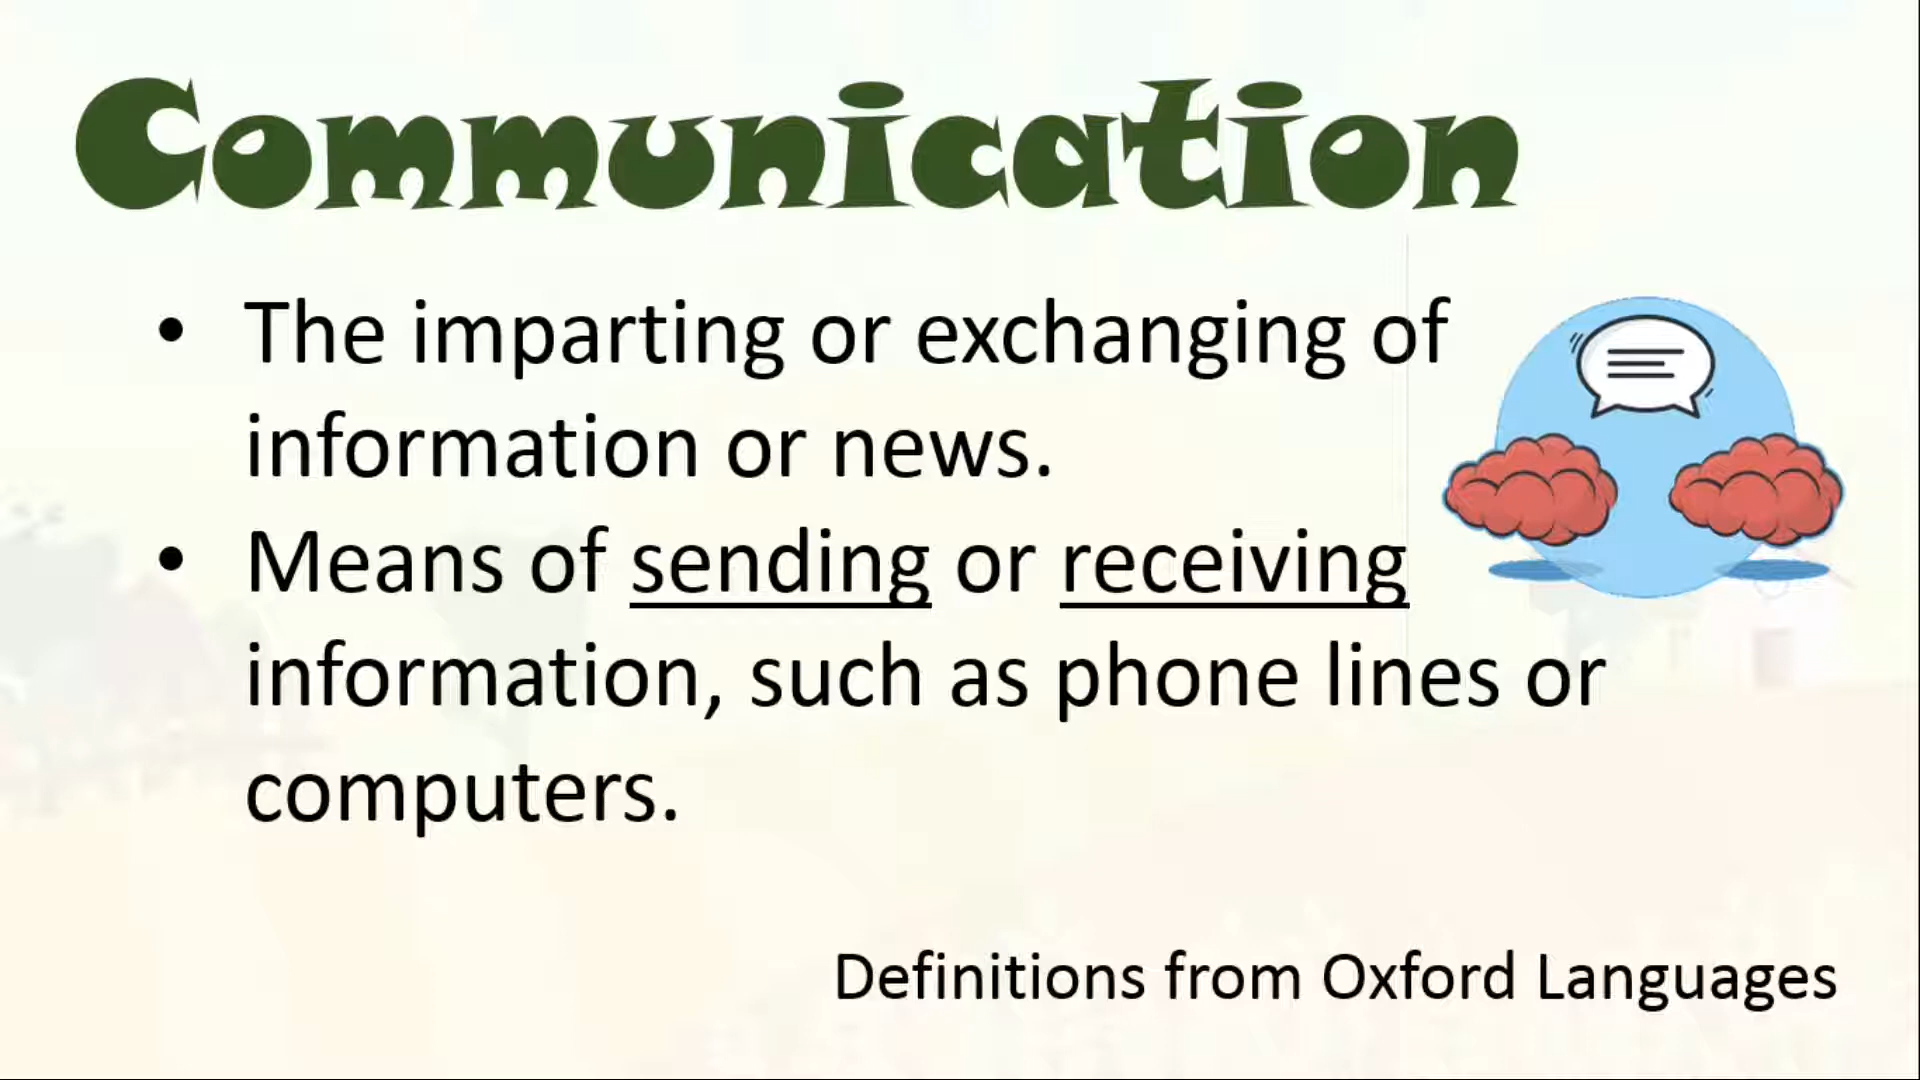 Communication
• The imparting or exchanging of
information or news.
• Means of sending or receiving
information, such as phone lines or
computers.
Definitions from Oxford Languages